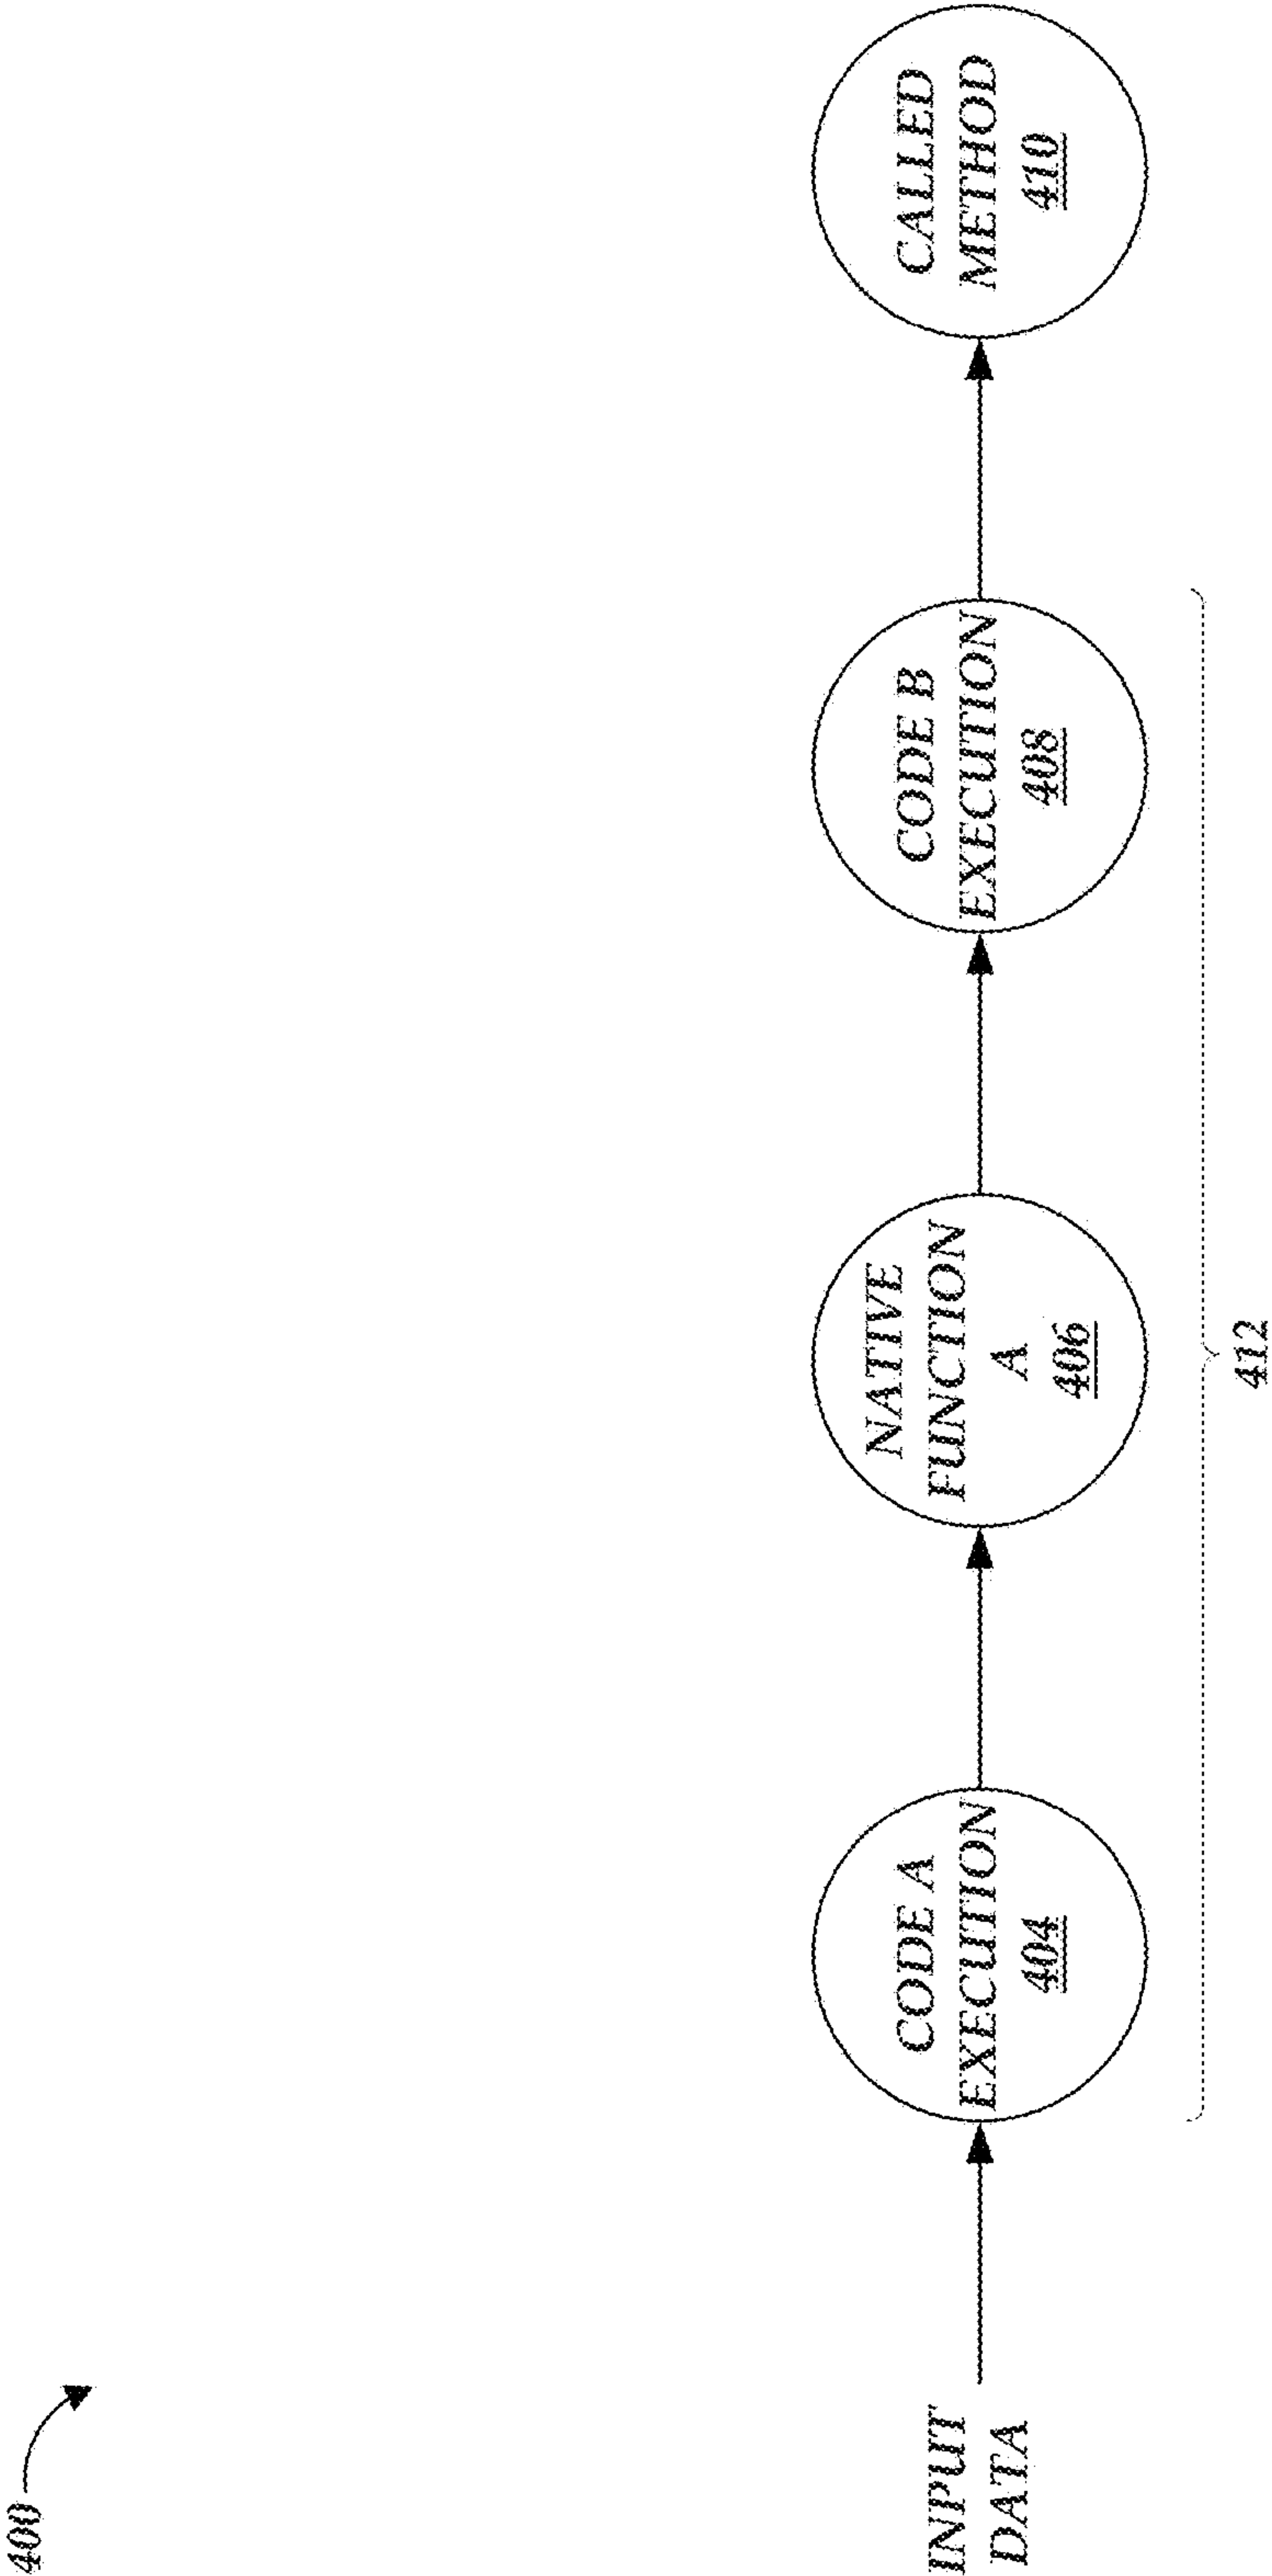 400
INPUT
DATA
CODE A
EXECUTION
404
NATIVE
FUNCTION
A
406
CODE B
EXECUTION
408
CALLED
METHOD
410
412